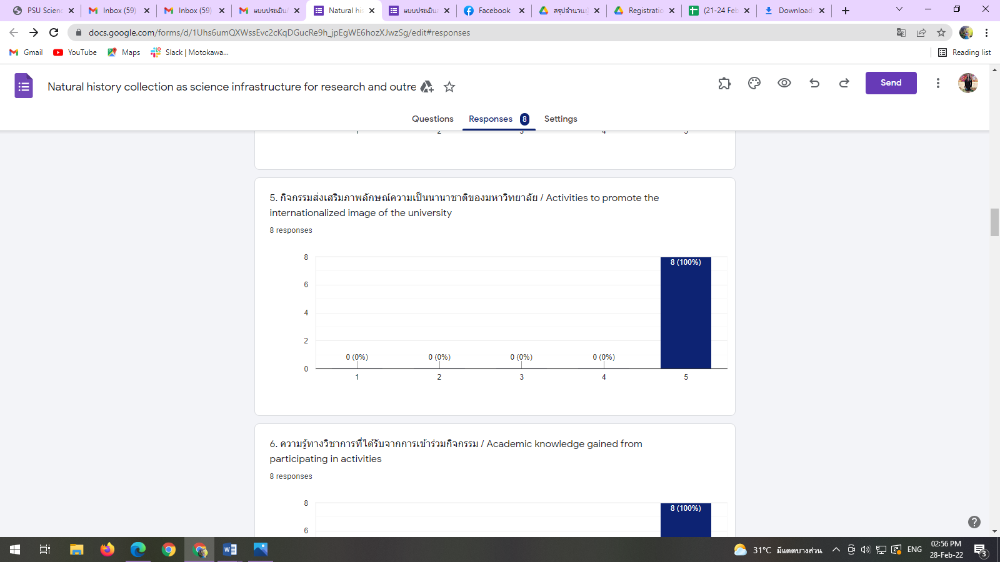 PSU Scienc
Inbox (59)
Inbox (59)
แบบประเมิน
Natural his
แบบประเมิน
Facebook
สรุปจำนวนผู้
Registratio
(21-24 Feb
Download
docs.google.com/forms/d/1Uhs6umQXWssEvc2cKqDGucRe9h_jpEgWE6hozXJwzSg/edit#responses
Gmail
YouTube
Maps
Slack | Motokawa...
Reading list
Natural history collection as science infrastructure for research and outre
Send
Questions
Responses 8
Settings
1 2 3 4 5
5. กิจกรรมส่งเสริมภาพลักษณ์ความเป็นนานาชาติของมหาวิทยาลัย / Activities to promote the
internationalized image of the university
8 responses
8
8 (100%)
6
4
2
0 (0%) 0 (0%) 0 (0%) 0 (0%)
0
1 2 3 4 5
6. ความรู้ทางวิชาการที่ได้รับจากการเข้าร่วมกิจกรรม / Academic knowledge gained from
participating in activities
8 responses
8
8 (100%)
6
31°C มีแดดบางส่วน
ENG
02:56 PM
28-Feb-22
3